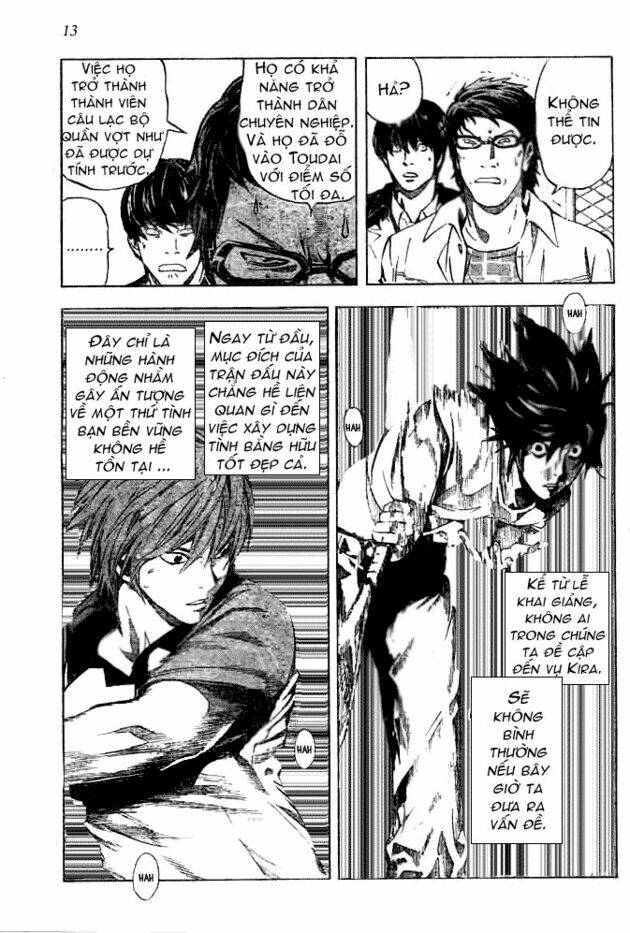 13
KHÔNG
THỂ TIN
ĐƯỢC.
HẢ?
HỌ CÓ KHẢ
NĂNG TRỞ
THÀNH DÂN
CHUYÊN NGHIỆP.
VÀ HỌ ĐÃ ĐỖ
VÀO TOUDAI
VỚI ĐIỂM SỐ
TỐI ĐA.
VIỆC HỌ
TRỞ THÀNH
THÀNH VIÊN
CÂU LẠC BỘ
QUẦN VỢT NHƯ
ĐÃ ĐƯỢC DỰ
TÍNH TRƯỚC.
.........
HAH
HAH
KỂ TỪ LỄ
KHAI GIẢNG,
KHÔNG AI
TRONG CHÚNG
TA ĐỀ CẬP
ĐẾN VỤ KIRA.
SẼ
KHÔNG
BÌNH
THƯỜNG
NẾU BÂY
GIỜ TA
ĐƯA RA
VẤN ĐỀ.
NGAY TỪ ĐẦU,
MỤC ĐÍCH CỦA
TRẬN ĐẤU NÀY
CHẲNG HỀ LIÊN
QUAN GÌ ĐẾN
VIỆC XÂY DỰNG
TÌNH BẰNG HỮU
TỐT ĐẸP CẢ.
ĐÂY CHỈ LÀ
NHỮNG HÀNH
ĐỘNG NHẰM
GÂY ẤN TƯỢNG
VỀ MỘT THỨ TÌNH
BẠN BỀN VỮNG
KHÔNG HỀ
TỒN TẠI ...
HAH
HAH